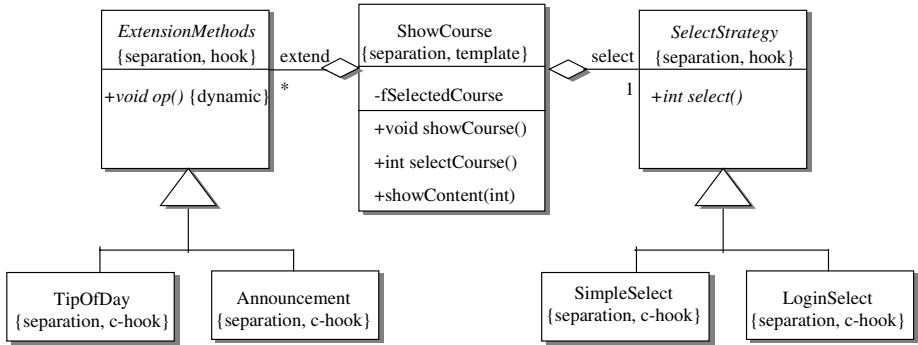 ExtensionMethods
{separation, hook}
+void op() {dynamic}
extend
*
ShowCourse
{separation, template}
-fSelectedCourse
+void showCourse()
+int selectCourse()
+showContent(int)
select
1
SelectStrategy
{separation, hook}
+int select()
TipOfDay
{separation, c-hook}
Announcement
{separation, c-hook}
SimpleSelect
{separation, c-hook}
LoginSelect
{separation, c-hook}